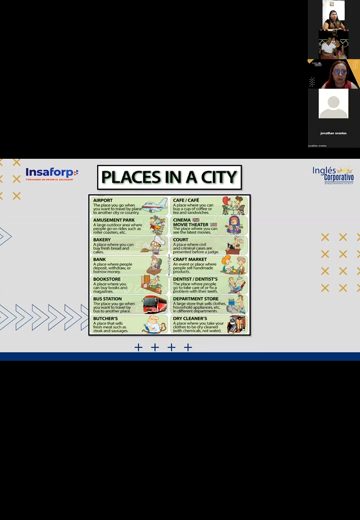 jonathan orantes
jonathan orantes
Insaforp
Inglés
Corporativo
PLACES IN A CITY
AIRPORT
The place you go when
you want to travel by plane
to another city or country.
AMUSEMENT PARK
A large outdoor area where
people go on rides such as
roller coasters, etc.
BAKERY
A place where you can
buy fresh bread and
cakes.
BANK
A place where people
deposit, withdraw, or
borrow money.
BOOKSTORE
A place where you
can buy books and
magazines.
BUS STATION
The place you go when
you want to travel by
bus to another place.
BUTCHER'S
A place that sells
fresh meat such as
steak and sausages.
CAFE / CAFÉ
A place where you can
buy a cup of coffee or
tea and sandwiches.
CINEMA
MOVIE THEATER
The place where you can
see the latest movies.
COURT
A place where civil
and criminal cases are
presented before a judge.
CRAFT MARKET
An event or place where
people sell handmade
products.
DENTIST / DENTIST'S
The place where people
go to take care of or fix a
problem with their teeth.
DEPARTMENT STORE
A large store that sells clothes,
household appliances, etc.
in different departments.
DRY CLEANER'S
A place where you take your
clothes to be dry cleaned
(with chemicals, not water)